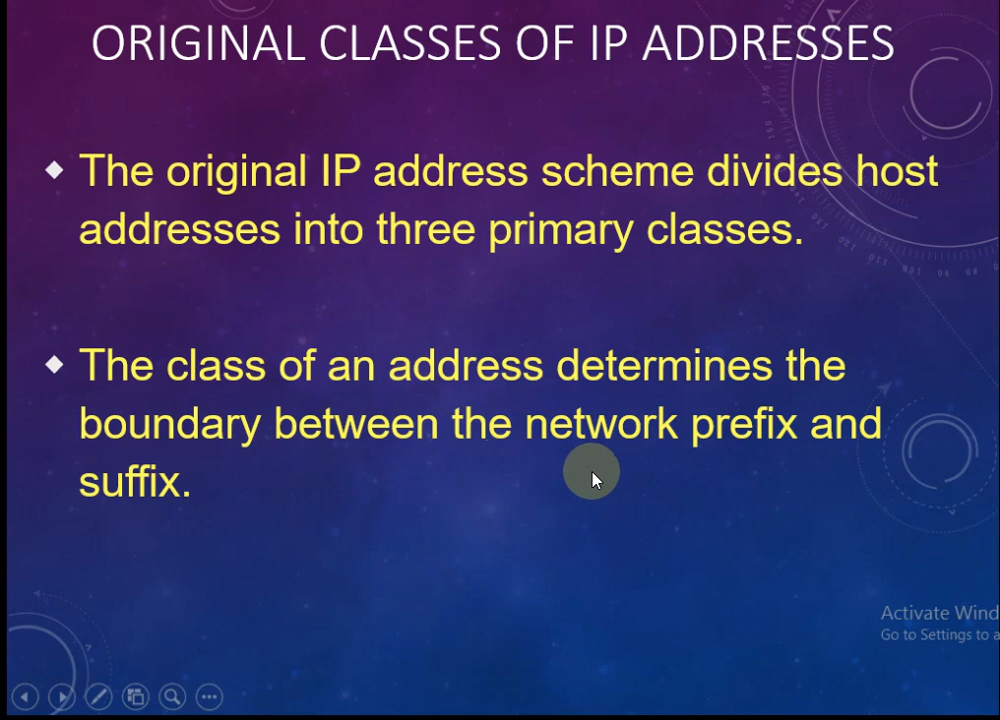 ORIGINAL CLASSES OF IP ADDRESSES
The original IP address scheme divides host
addresses into three primary classes.
The class of an address determines the
boundary between the network prefix and
suffix.
Activate Wind
Go to Settings to a